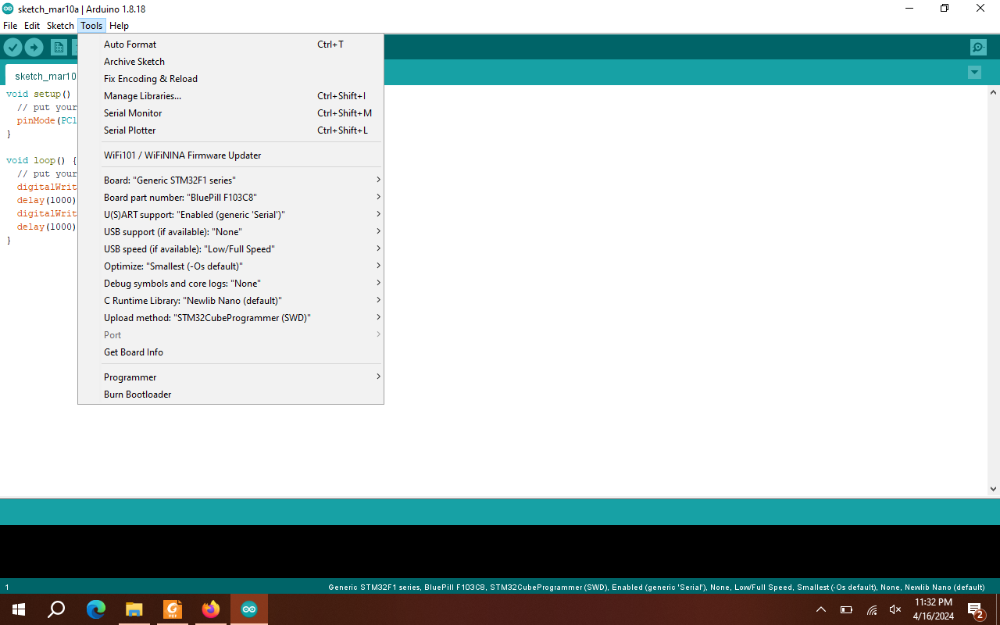 sketch_mar10a | Arduino 1.8.18
File Edit Sketch Tools Help
sketch_mar10
void setup()
// put your
pinMode(PC1
}
void loop() {
// put your
digitalWrit
delay(1000)
digitalWrit
delay(1000)
}
Auto Format Ctrl+T
Archive Sketch
Fix Encoding & Reload
Manage Libraries... Ctrl+Shift+I
Serial Monitor Ctrl+Shift+M
Serial Plotter Ctrl+Shift+L
WiFi101 / WiFiNINA Firmware Updater
Board: "Generic STM32F1 series"
Board part number: "BluePill F103C8"
U(S)ART support: "Enabled (generic 'Serial')"
USB support (if available): "None"
USB speed (if available): "Low/Full Speed"
Optimize: "Smallest (-Os default)"
Debug symbols and core logs: "None"
C Runtime Library: "Newlib Nano (default)"
Upload method: "STM32CubeProgrammer (SWD)"
Port
Get Board Info
Programmer
Burn Bootloader
1 Generic STM32F1 series, BluePill F103C8, STM32CubeProgrammer (SWD), Enabled (generic 'Serial'), None, Low/Full Speed, Smallest (-Os default), None, Newlib Nano (default)
PDF
11:32 PM
4/16/2024
2